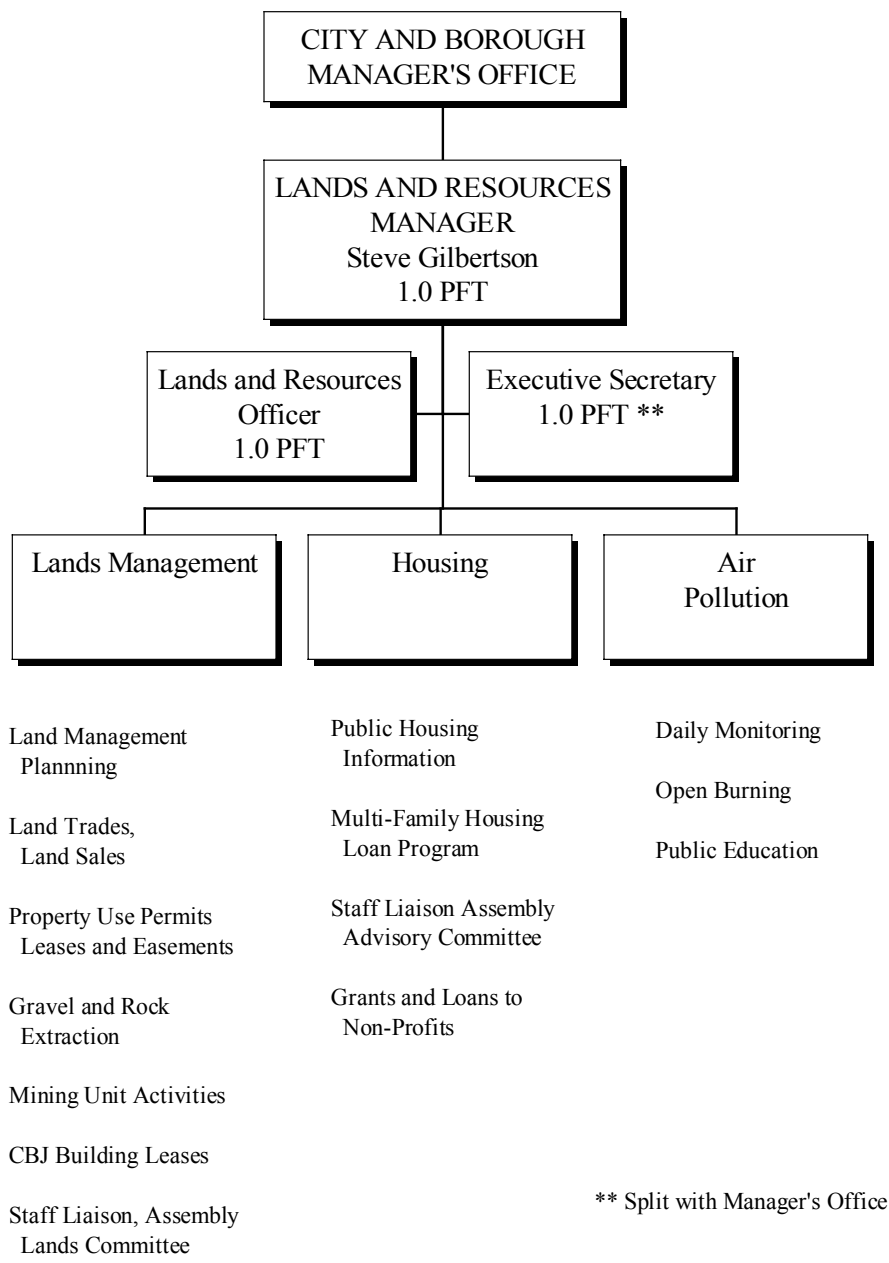 CITY AND BOROUGH
MANAGER'S OFFICE
LANDS AND RESOURCES
MANAGER
Steve Gilbertson
1.0 PFT
Lands and Resources
Officer
1.0 PFT
Executive Secretary
1.0 PFT **
Lands Management
Housing
Air
Pollution
Land Management
Plannning
Land Trades,
Land Sales
Property Use Permits
Leases and Easements
Gravel and Rock
Extraction
Mining Unit Activities
CBJ Building Leases
Staff Liaison, Assembly
Lands Committee
Public Housing
Information
Multi-Family Housing
Loan Program
Staff Liaison Assembly
Advisory Committee
Grants and Loans to
Non-Profits
Daily Monitoring
Open Burning
Public Education
** Split with Manager's Office